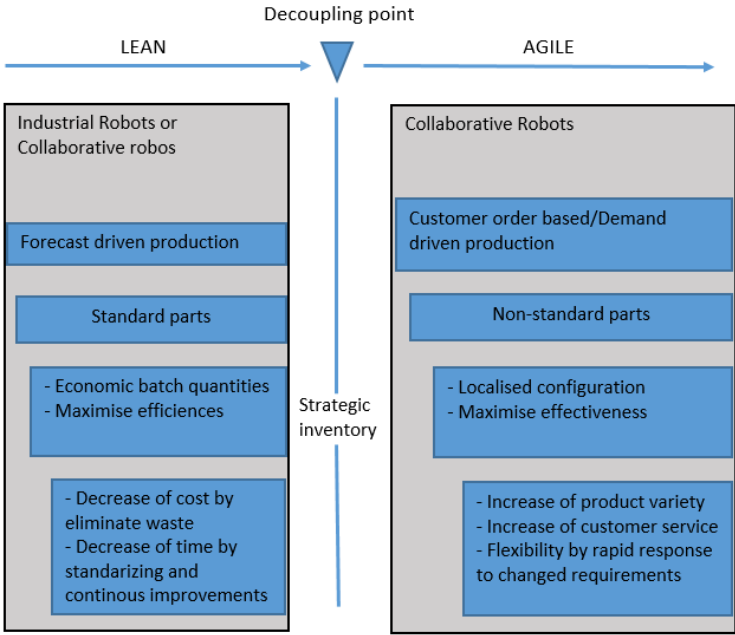 Decoupling point
LEAN
AGILE
Industrial Robots or
Collaborative robos
Forecast driven production
Standard parts
- Economic batch quantities
- Maximise efficiences
- Decrease of cost by
eliminate waste
- Decrease of time by
standarizing and
continous improvements
Strategic
inventory
Collaborative Robots
Customer order based/Demand
driven production
Non-standard parts
- Localised configuration
- Maximise effectiveness
- Increase of product variety
- Increase of customer service
- Flexibility by rapid response
to changed requirements